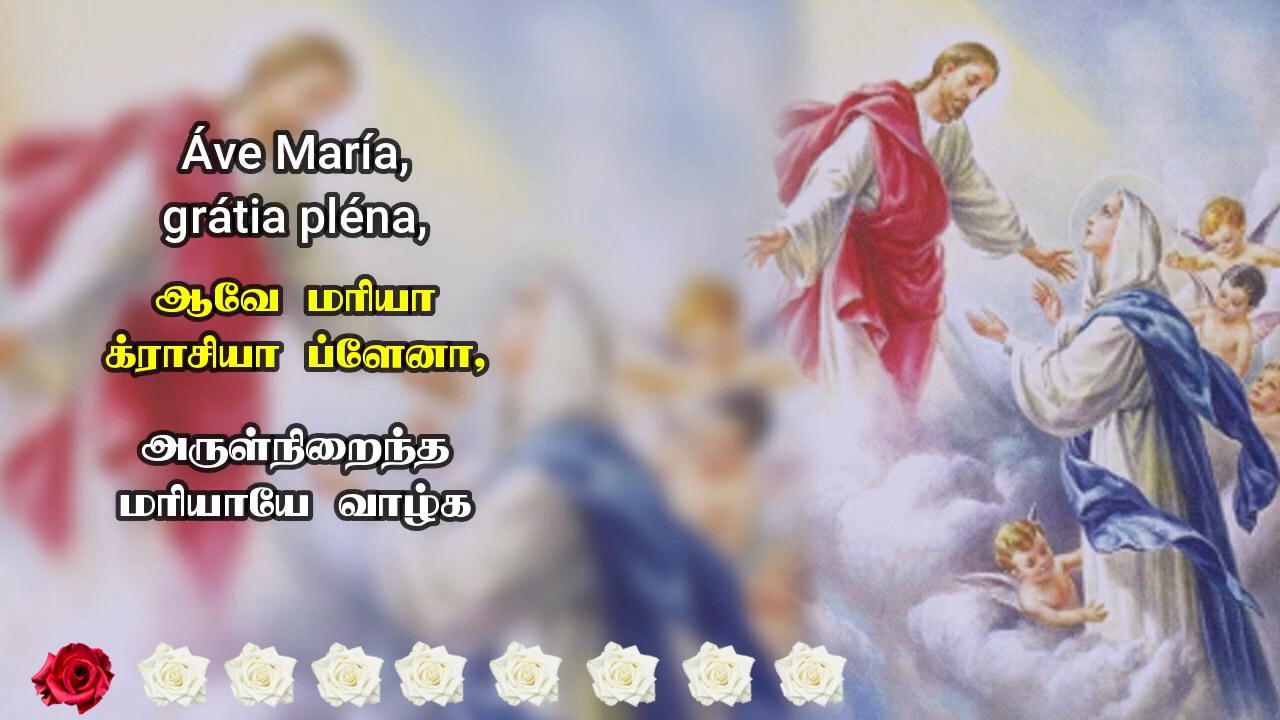 Áve María,
grátia pléna,
ஆவே மரியா
க்ராசியா ப்ளேனா,
அருள்நிறைந்த
மரியாயே வாழ்க